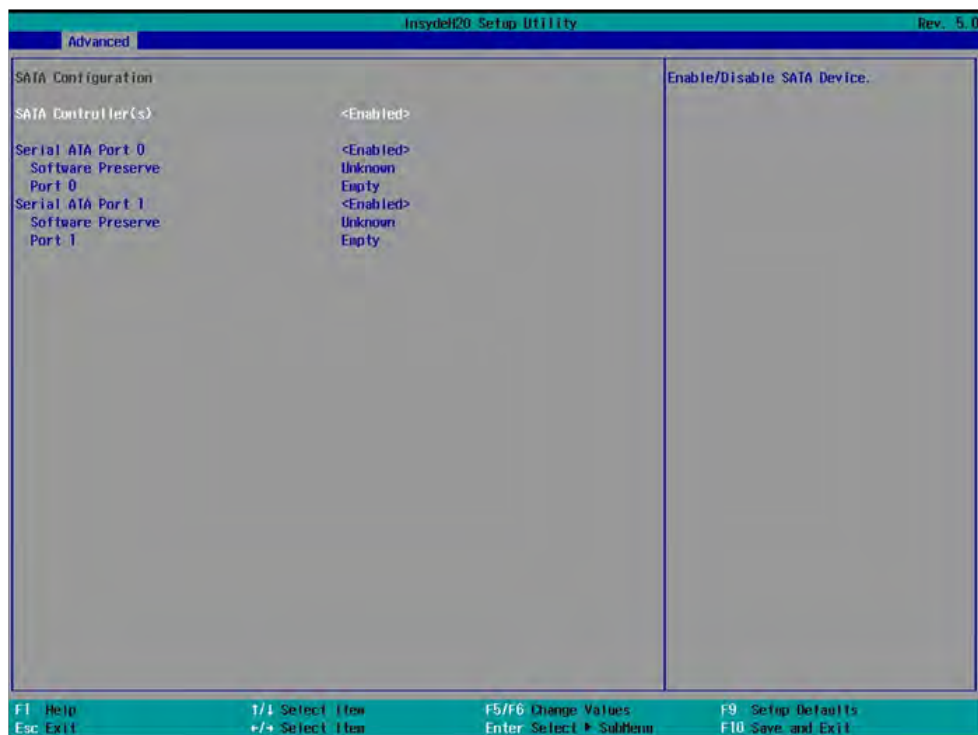 InsydeH20 Setup Utility Rev. 5.0
Advanced
SATA Configuration
SATA Controller(s) <Enabled>
Serial ATA Port 0 <Enabled>
Software Preserve Unknown
Port 0 Empty
Serial ATA Port 1 <Enabled>
Software Preserve Unknown
Port 1 Empty
Enable/Disable SATA Device.
F1 Help ↑/↓ Select Item F5/F6 Change Values F9 Setup Defaults
Esc Exit ←/→ Select Item Enter Select ▶ SubMenu F10 Save and Exit